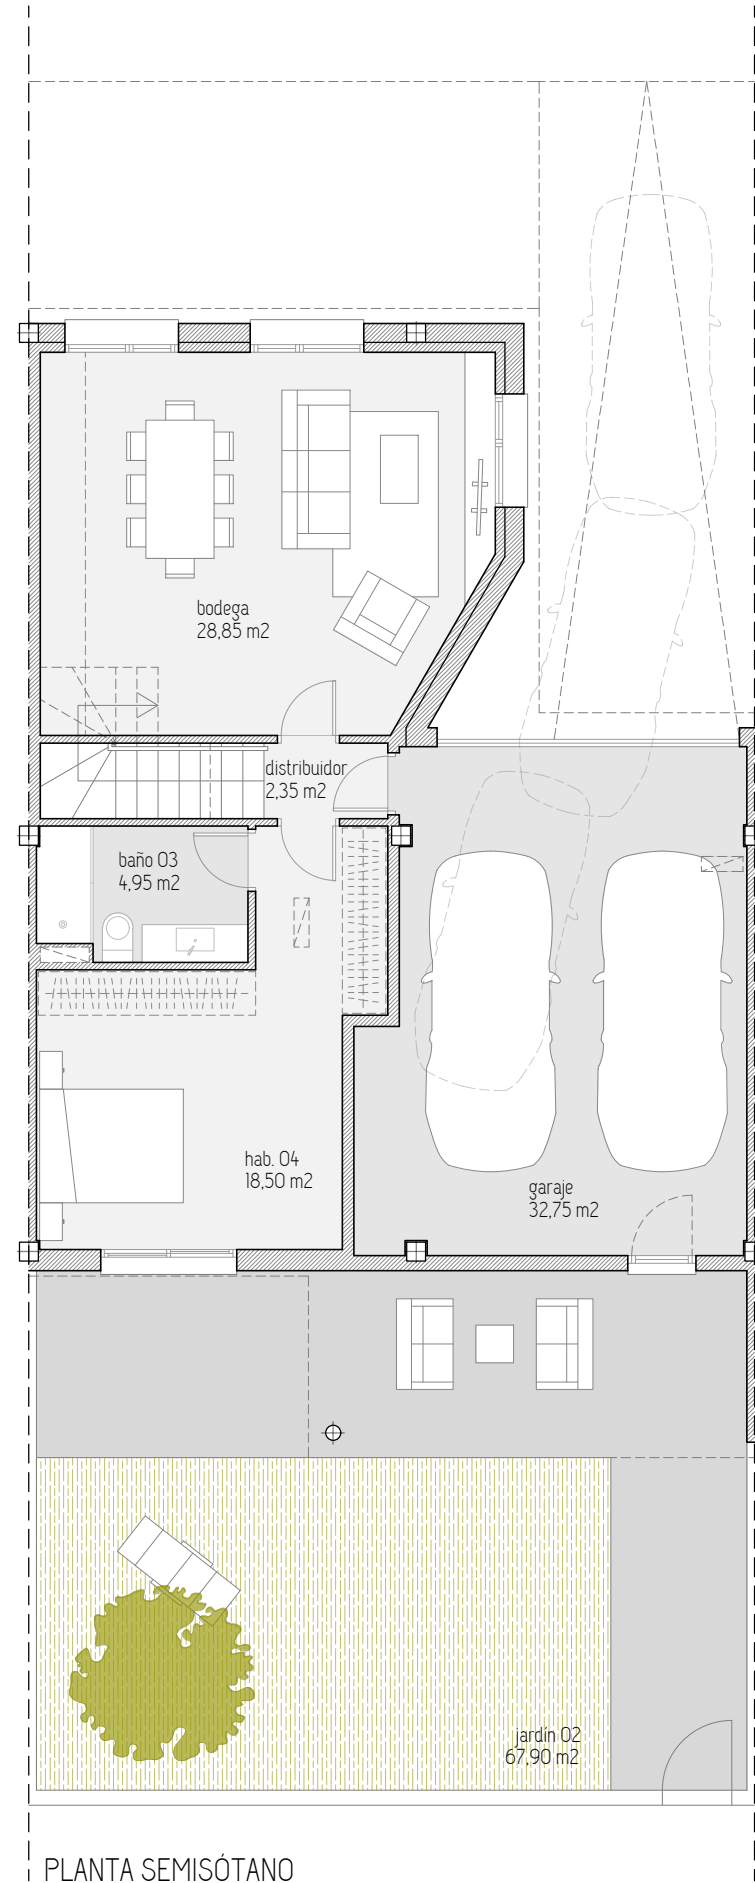 bodega
28,85 m2
distribuidor
2,35 m2
baño 03
4,95 m2
hab. 04
18,50 m2
garaje
32,75 m2
jardín 02
67,90 m2
PLANTA SEMISÓTANO